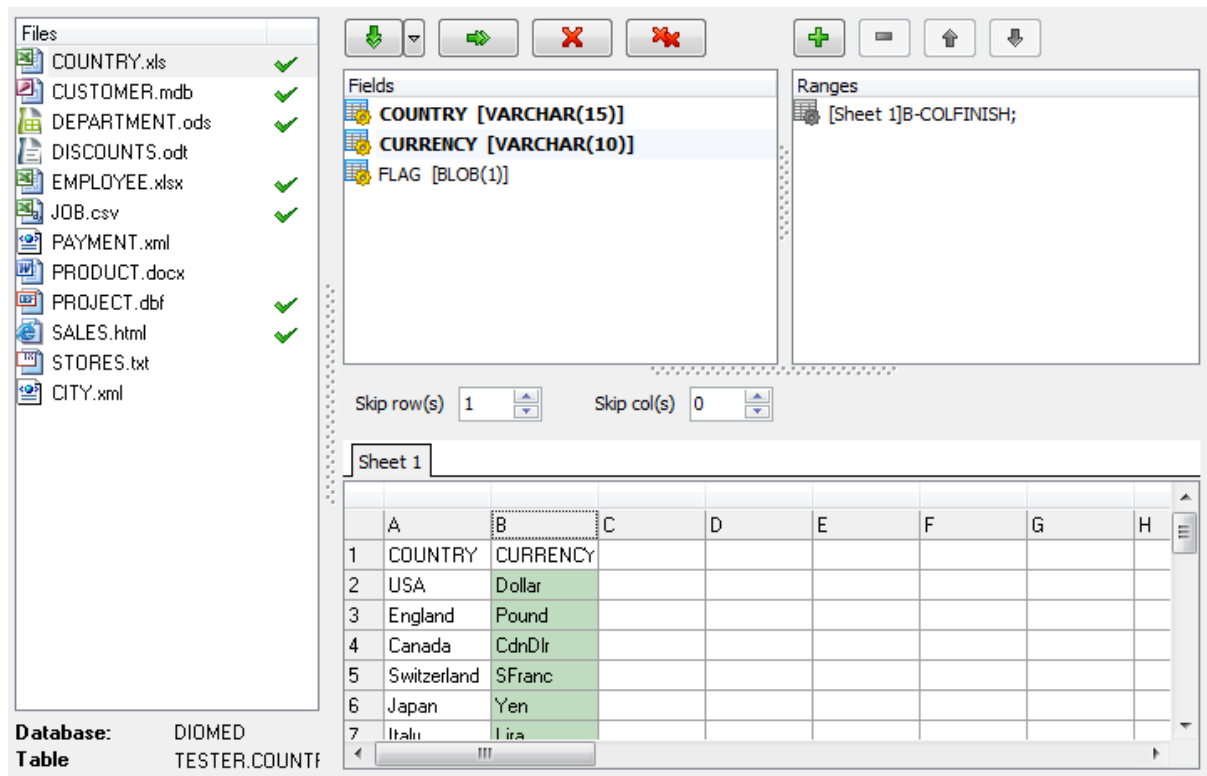 Files
COUNTRY.xls
CUSTOMER.mdb
DEPARTMENT.ods
DISCOUNTS.odt
EMPLOYEE.xlsx
JOB.csv
PAYMENT.xml
PRODUCT.docx
PROJECT.dbf
SALES.html
STORES.txt
CITY.xml
Database: DIOMED
Table TESTER.COUNTF
Fields
COUNTRY [VARCHAR(15)]
CURRENCY [VARCHAR(10)]
FLAG [BLOB(1)]
Ranges
[Sheet 1]B-COLFINISH;
Skip row(s) 1 Skip col(s) 0
Sheet 1
A B C D E F G H
1 COUNTRY CURRENCY
2 USA Dollar
3 England Pound
4 Canada CdnDlr
5 Switzerland SFranc
6 Japan Yen
7 Italy Lira